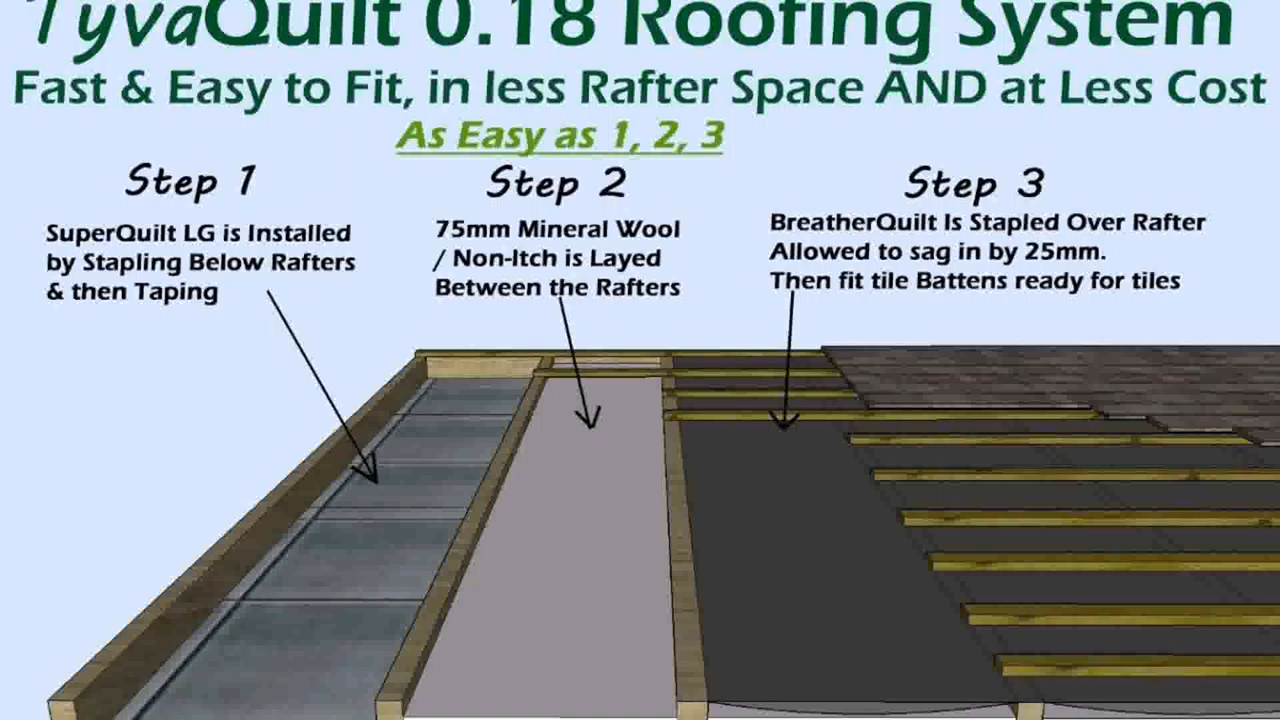 TyvaQuilt 0.18 Roofing System
Fast & Easy to Fit, in less Rafter Space AND at Less Cost
As Easy as 1, 2, 3
Step 1
SuperQuilt LG is Installed
by Stapling Below Rafters
& then Taping
Step 2
75mm Mineral Wool
/ Non-Itch is Layed
Between the Rafters
Step 3
BreatherQuilt Is Stapled Over Rafter
Allowed to sag in by 25mm.
Then fit tile Battens ready for tiles